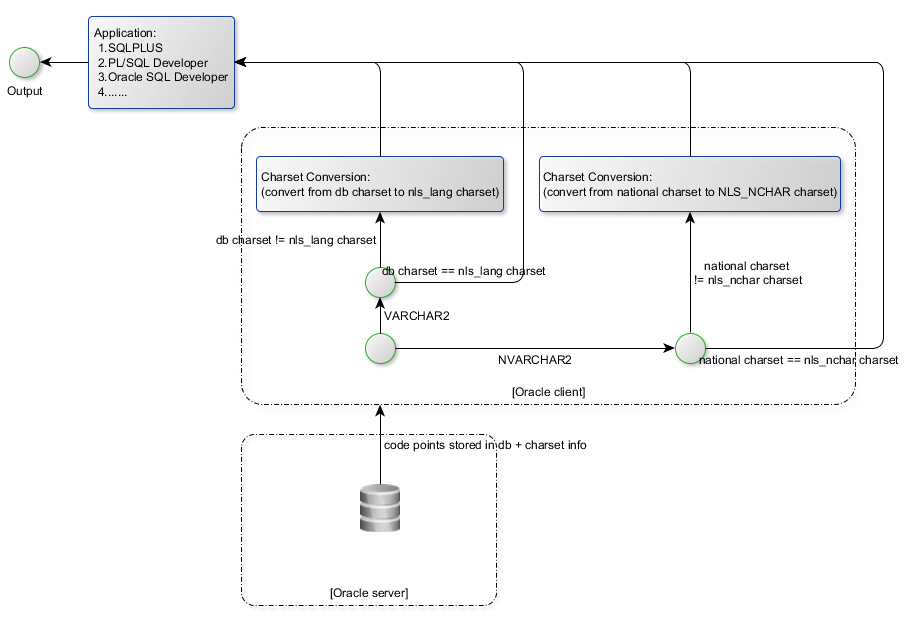 Application:
1.SQLPLUS
2.PL/SQL Developer
3.Oracle SQL Developer
4.......
Output
Charset Conversion:
(convert from db charset to nls_lang charset)
Charset Conversion:
(convert from national charset to NLS_NCHAR charset)
db charset != nls_lang charset
db charset == nls_lang charset
national charset
!= nls_nchar charset
VARCHAR2
NVARCHAR2
national charset == nls_nchar charset
[Oracle client]
code points stored in db + charset info
[Oracle server]